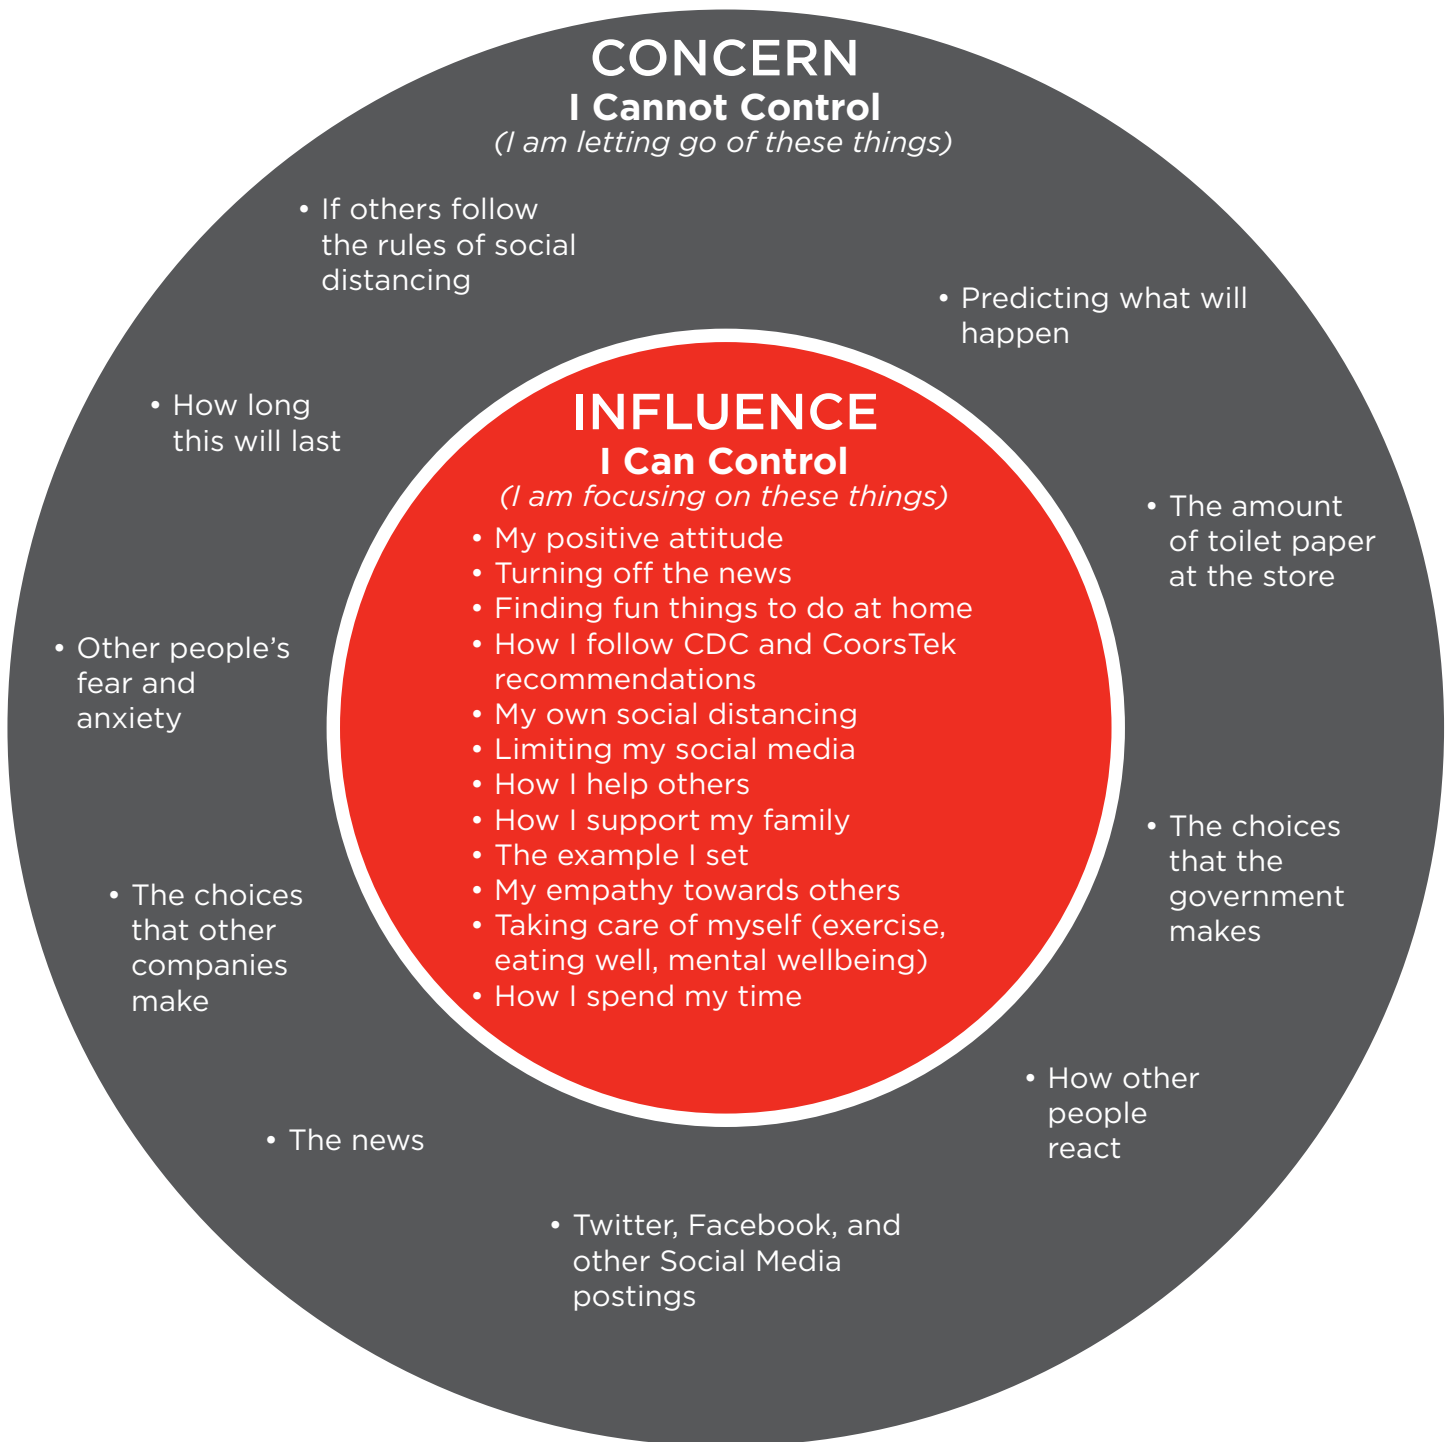 CONCERN
I Cannot Control
(I am letting go of these things)
• If others follow
the rules of social
distancing
• Predicting what will
happen
• How long
this will last
INFLUENCE
I Can Control
(I am focusing on these things)
• My positive attitude
• Turning off the news
• Finding fun things to do at home
• How I follow CDC and CoorsTek
recommendations
• My own social distancing
• Limiting my social media
• How I help others
• How I support my family
• The example I set
• My empathy towards others
• Taking care of myself (exercise,
eating well, mental wellbeing)
• How I spend my time
• The amount
of toilet paper
at the store
• Other people’s
fear and
anxiety
• The choices
that the
government
makes
• The choices
that other
companies
make
• How other
people
react
• The news
• Twitter, Facebook, and
other Social Media
postings